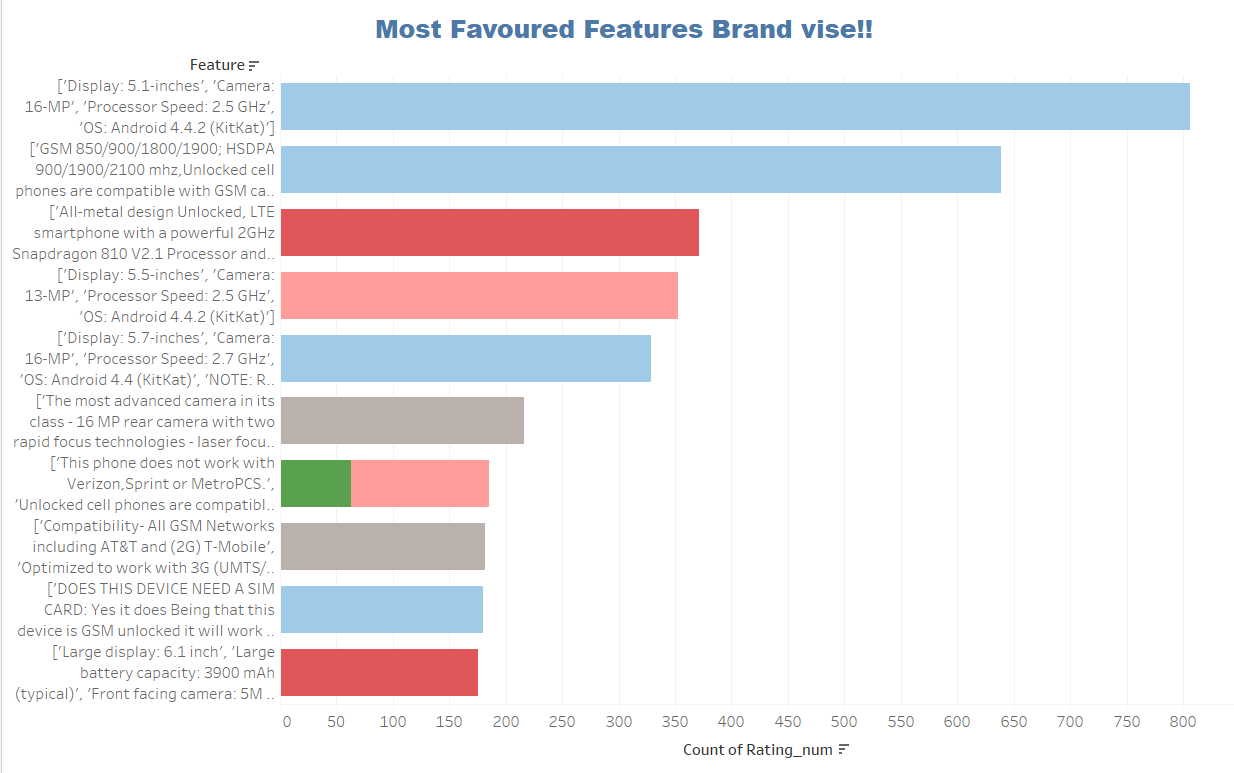 Most Favoured Features Brand vise!!
Feature
['Display: 5.1-inches', 'Camera:
16-MP', 'Processor Speed: 2.5 GHz',
'OS: Android 4.4.2 (KitKat)']
['GSM 850/900/1800/1900; HSDPA
900/1900/2100 mhz,Unlocked cell
phones are compatible with GSM ca..
['All-metal design Unlocked, LTE
smartphone with a powerful 2GHz
Snapdragon 810 V2.1 Processor and..
['Display: 5.5-inches', 'Camera:
13-MP', 'Processor Speed: 2.5 GHz',
'OS: Android 4.4.2 (KitKat)']
['Display: 5.7-inches', 'Camera:
16-MP', 'Processor Speed: 2.7 GHz',
'OS: Android 4.4 (KitKat)', 'NOTE: R..
['The most advanced camera in its
class - 16 MP rear camera with two
rapid focus technologies - laser focu..
['This phone does not work with
Verizon,Sprint or MetroPCS.',
'Unlocked cell phones are compatibl..
['Compatibility- All GSM Networks
including AT&T and (2G) T-Mobile',
'Optimized to work with 3G (UMTS/..
['DOES THIS DEVICE NEED A SIM
CARD: Yes it does Being that this
device is GSM unlocked it will work ..
['Large display: 6.1 inch', 'Large
battery capacity: 3900 mAh
(typical)', 'Front facing camera: 5M ..
0 50 100 150 200 250 300 350 400 450 500 550 600 650 700 750 800
Count of Rating_num